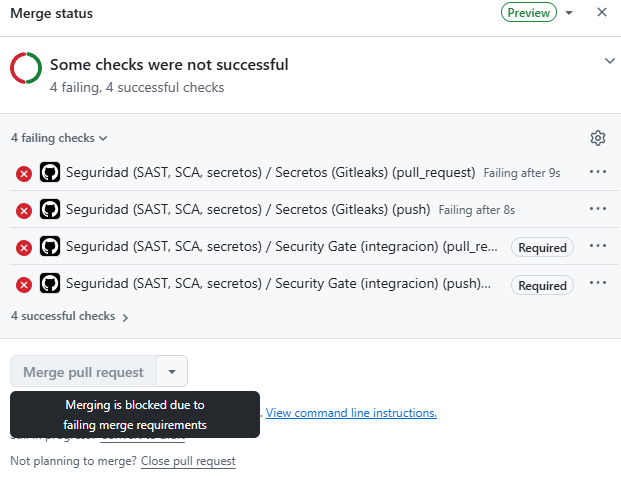 Merge status
Preview
Some checks were not successful
4 failing, 4 successful checks
4 failing checks
Seguridad (SAST, SCA, secretos) / Secretos (Gitleaks) (pull_request) Failing after 9s
Seguridad (SAST, SCA, secretos) / Secretos (Gitleaks) (push) Failing after 8s
Seguridad (SAST, SCA, secretos) / Security Gate (integracion) (pull_re... Required
Seguridad (SAST, SCA, secretos) / Security Gate (integracion) (push)... Required
4 successful checks
Merge pull request
Merging is blocked due to
failing merge requirements
. View command line instructions.
Not planning to merge? Close pull request